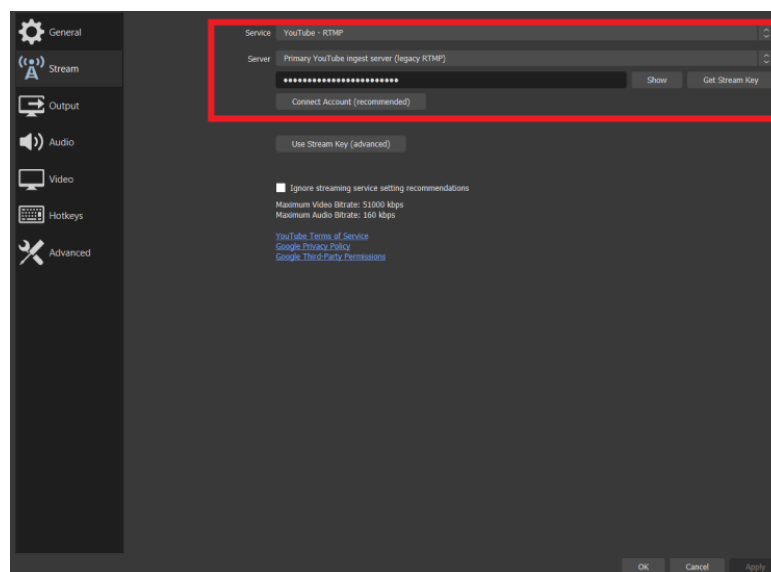 General
Stream
Output
Audio
Video
Hotkeys
Advanced
Service YouTube - RTMP
Server Primary YouTube ingest server (legacy RTMP)
Show Get Stream Key
Connect Account (recommended)
Use Stream Key (advanced)
Ignore streaming service setting recommendations
Maximum Video Bitrate: 51000 kbps
Maximum Audio Bitrate: 160 kbps
YouTube Terms of Service
Google Privacy Policy
Google Third-Party Permissions
OK Cancel Apply